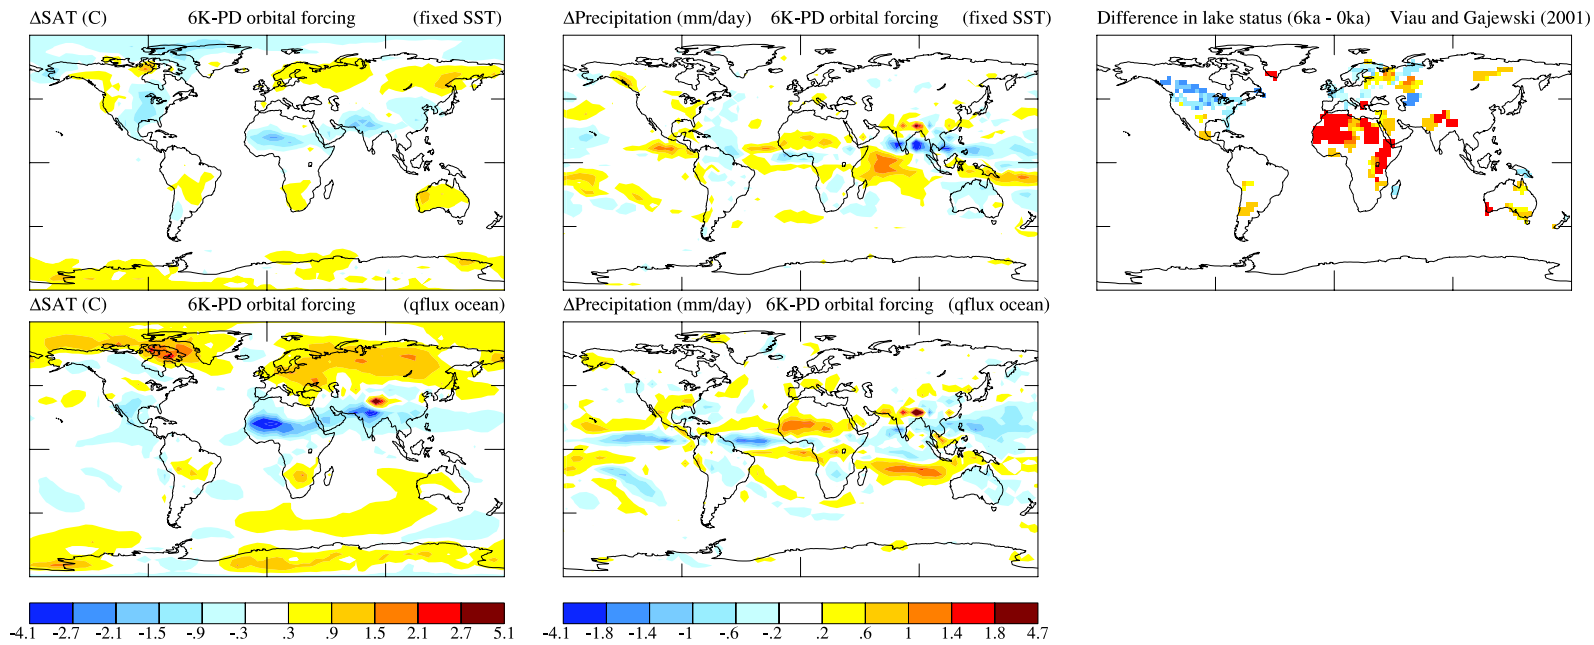 ΔSAT (C) 6K-PD orbital forcing (fixed SST)
ΔPrecipitation (mm/day) 6K-PD orbital forcing (fixed SST)
Difference in lake status (6ka - 0ka) Viau and Gajewski (2001)
ΔSAT (C) 6K-PD orbital forcing (qflux ocean)
ΔPrecipitation (mm/day) 6K-PD orbital forcing (qflux ocean)
-4.1 -2.7 -2.1 -1.5 -.9 -.3 .3 .9 1.5 2.1 2.7 5.1
-4.1 -1.8 -1.4 -1 -.6 -.2 .2 .6 1 1.4 1.8 4.7